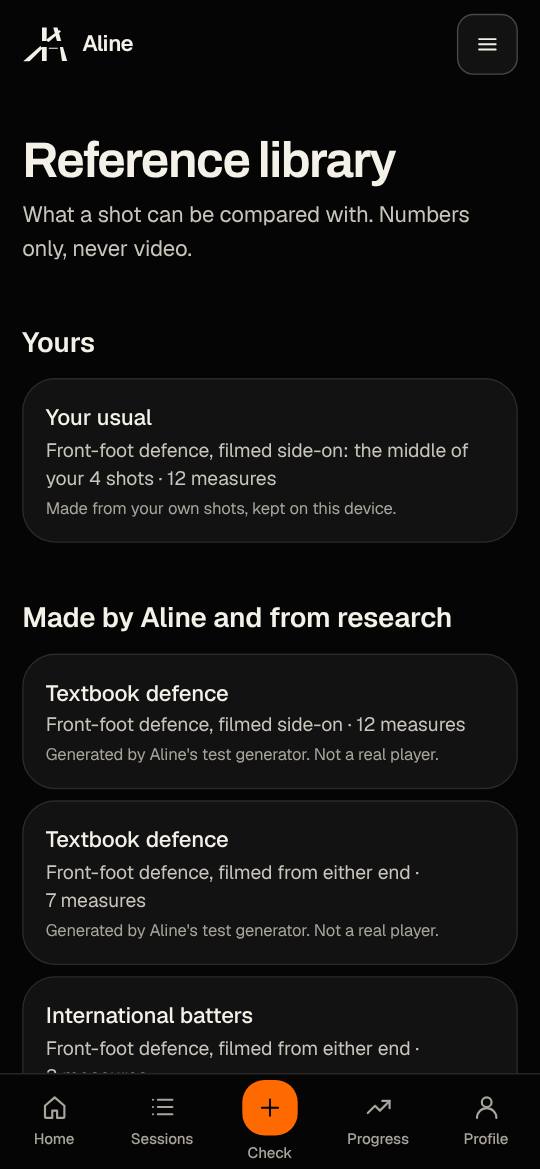 Aline
Reference library
What a shot can be compared with. Numbers
only, never video.
Yours
Your usual
Front-foot defence, filmed side-on: the middle of
your 4 shots · 12 measures
Made from your own shots, kept on this device.
Made by Aline and from research
Textbook defence
Front-foot defence, filmed side-on · 12 measures
Generated by Aline's test generator. Not a real player.
Textbook defence
Front-foot defence, filmed from either end ·
7 measures
Generated by Aline's test generator. Not a real player.
International batters
Front-foot defence, filmed from either end ·
Home
Sessions
Check
Progress
Profile